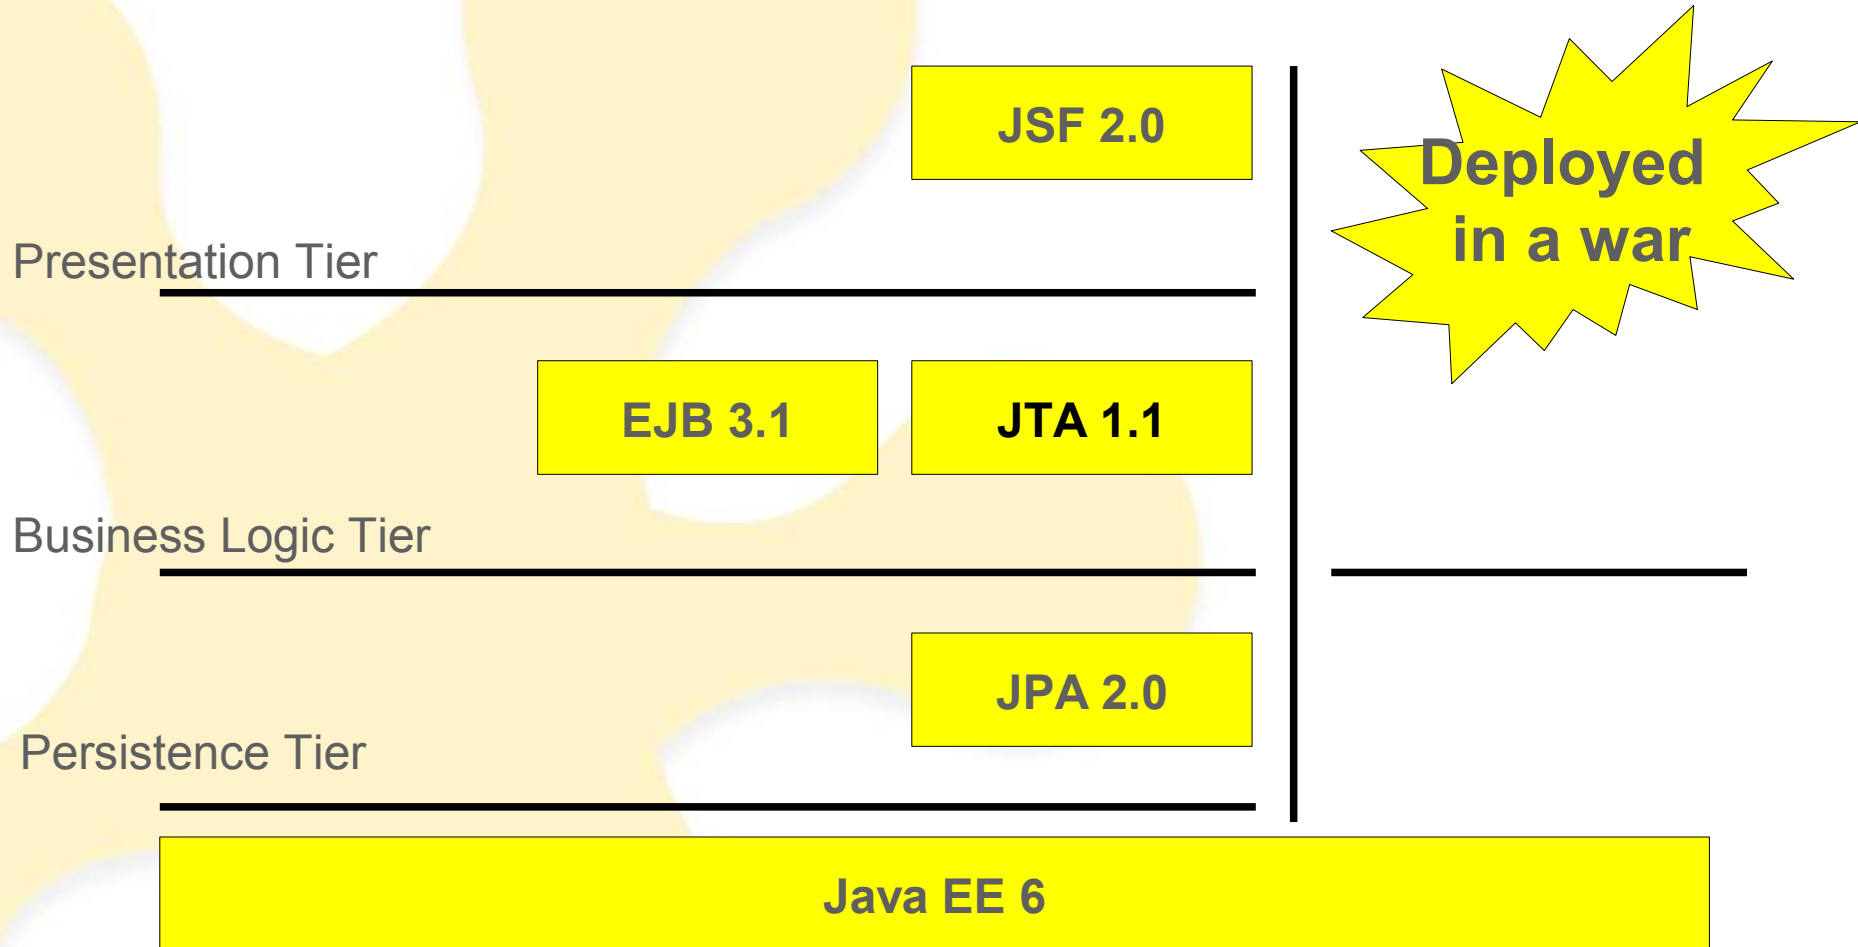 JSF 2.0
Deployed
in a war
Presentation Tier
EJB 3.1
JTA 1.1
Business Logic Tier
JPA 2.0
Persistence Tier
Java EE 6